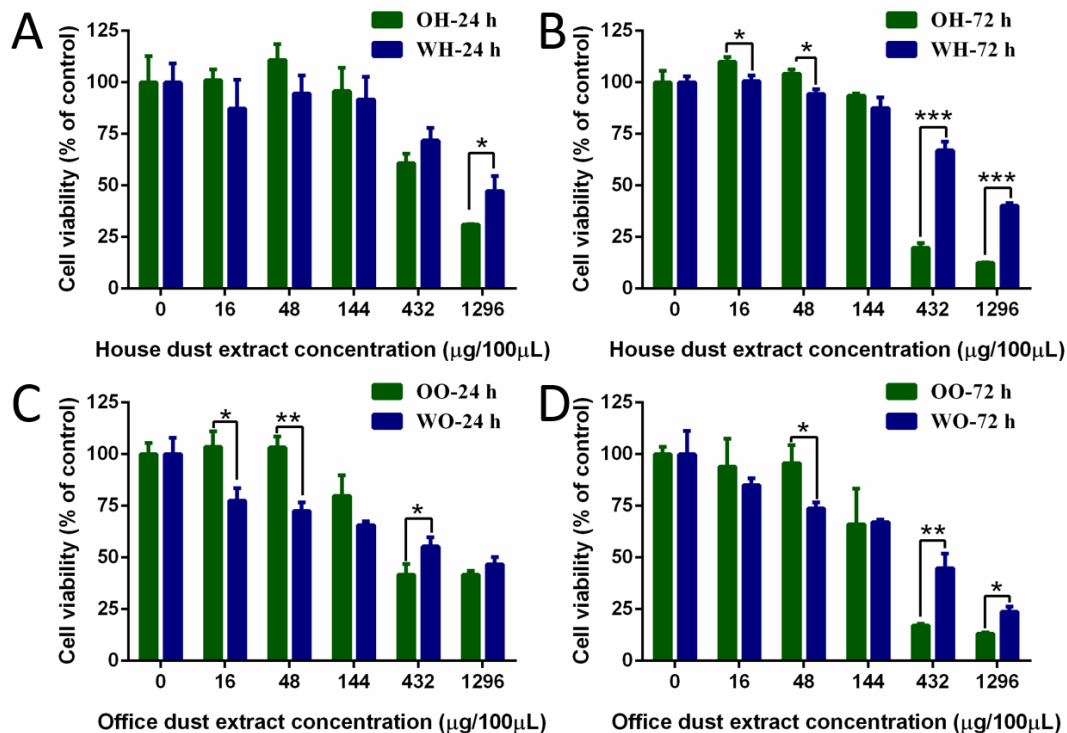 A
OH-24 h
WH-24 h
Cell viability (% of control)
125
100
75
50
25
0
*
0 16 48 144 432 1296
House dust extract concentration (μg/100μL)
B
OH-72 h
WH-72 h
Cell viability (% of control)
125
100
75
50
25
0
* * *** ***
0 16 48 144 432 1296
House dust extract concentration (μg/100μL)
C
OO-24 h
WO-24 h
Cell viability (% of control)
125
100
75
50
25
0
* ** *
0 16 48 144 432 1296
Office dust extract concentration (μg/100μL)
D
OO-72 h
WO-72 h
Cell viability (% of control)
125
100
75
50
25
0
* ** *
0 16 48 144 432 1296
Office dust extract concentration (μg/100μL)